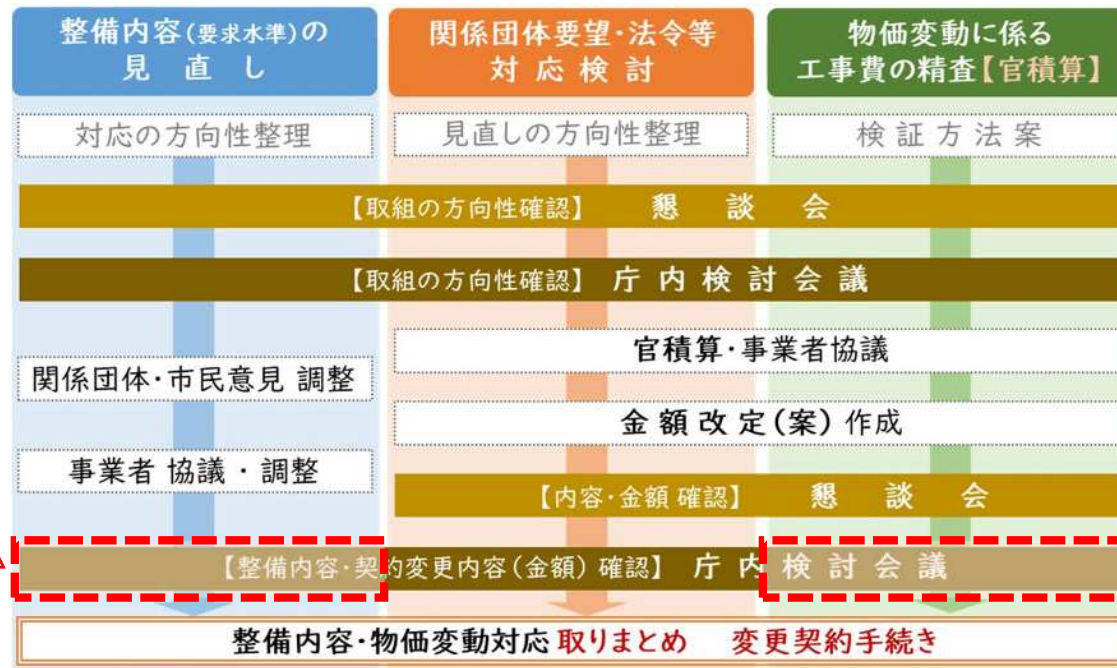 整備内容(要求水準)の
見直し
関係団体要望・法令等
対応検討
物価変動に係る
工事費の精査【官積算】
対応の方向性整理
見直しの方向性整理
検証方法案
【取組の方向性確認】 懇談会
【取組の方向性確認】 庁内検討会議
官積算・事業者協議
関係団体・市民意見 調整
金額改定(案)作成
事業者 協議・調整
【内容・金額 確認】 懇談会
【整備内容・契約変更内容(金額)確認】 庁内検討会議
整備内容・物価変動対応 取りまとめ 変更契約手続き